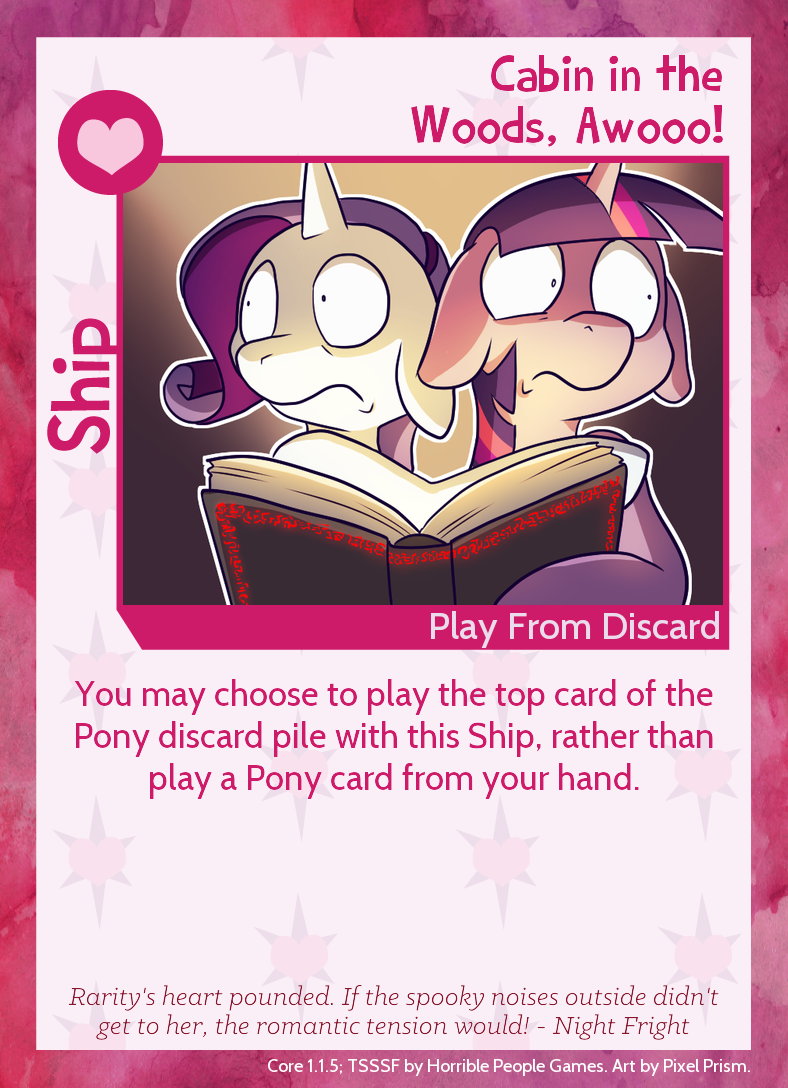 Cabin in the
Woods, Awooo!
Ship
Play From Discard
You may choose to play the top card of the
Pony discard pile with this Ship, rather than
play a Pony card from your hand.
Rarity's heart pounded. If the spooky noises outside didn't
get to her, the romantic tension would! - Night Fright
Core 1.1.5; TSSSF by Horrible People Games. Art by Pixel Prism.